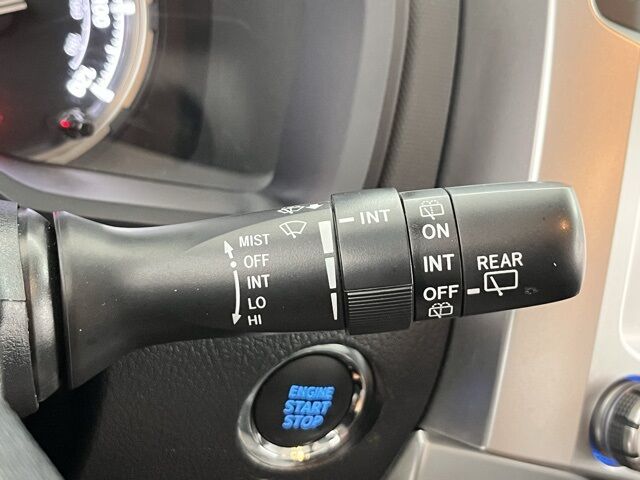 MIST
OFF
INT
LO
HI
INT
ON
INT
OFF
REAR
ENGINE
START
STOP